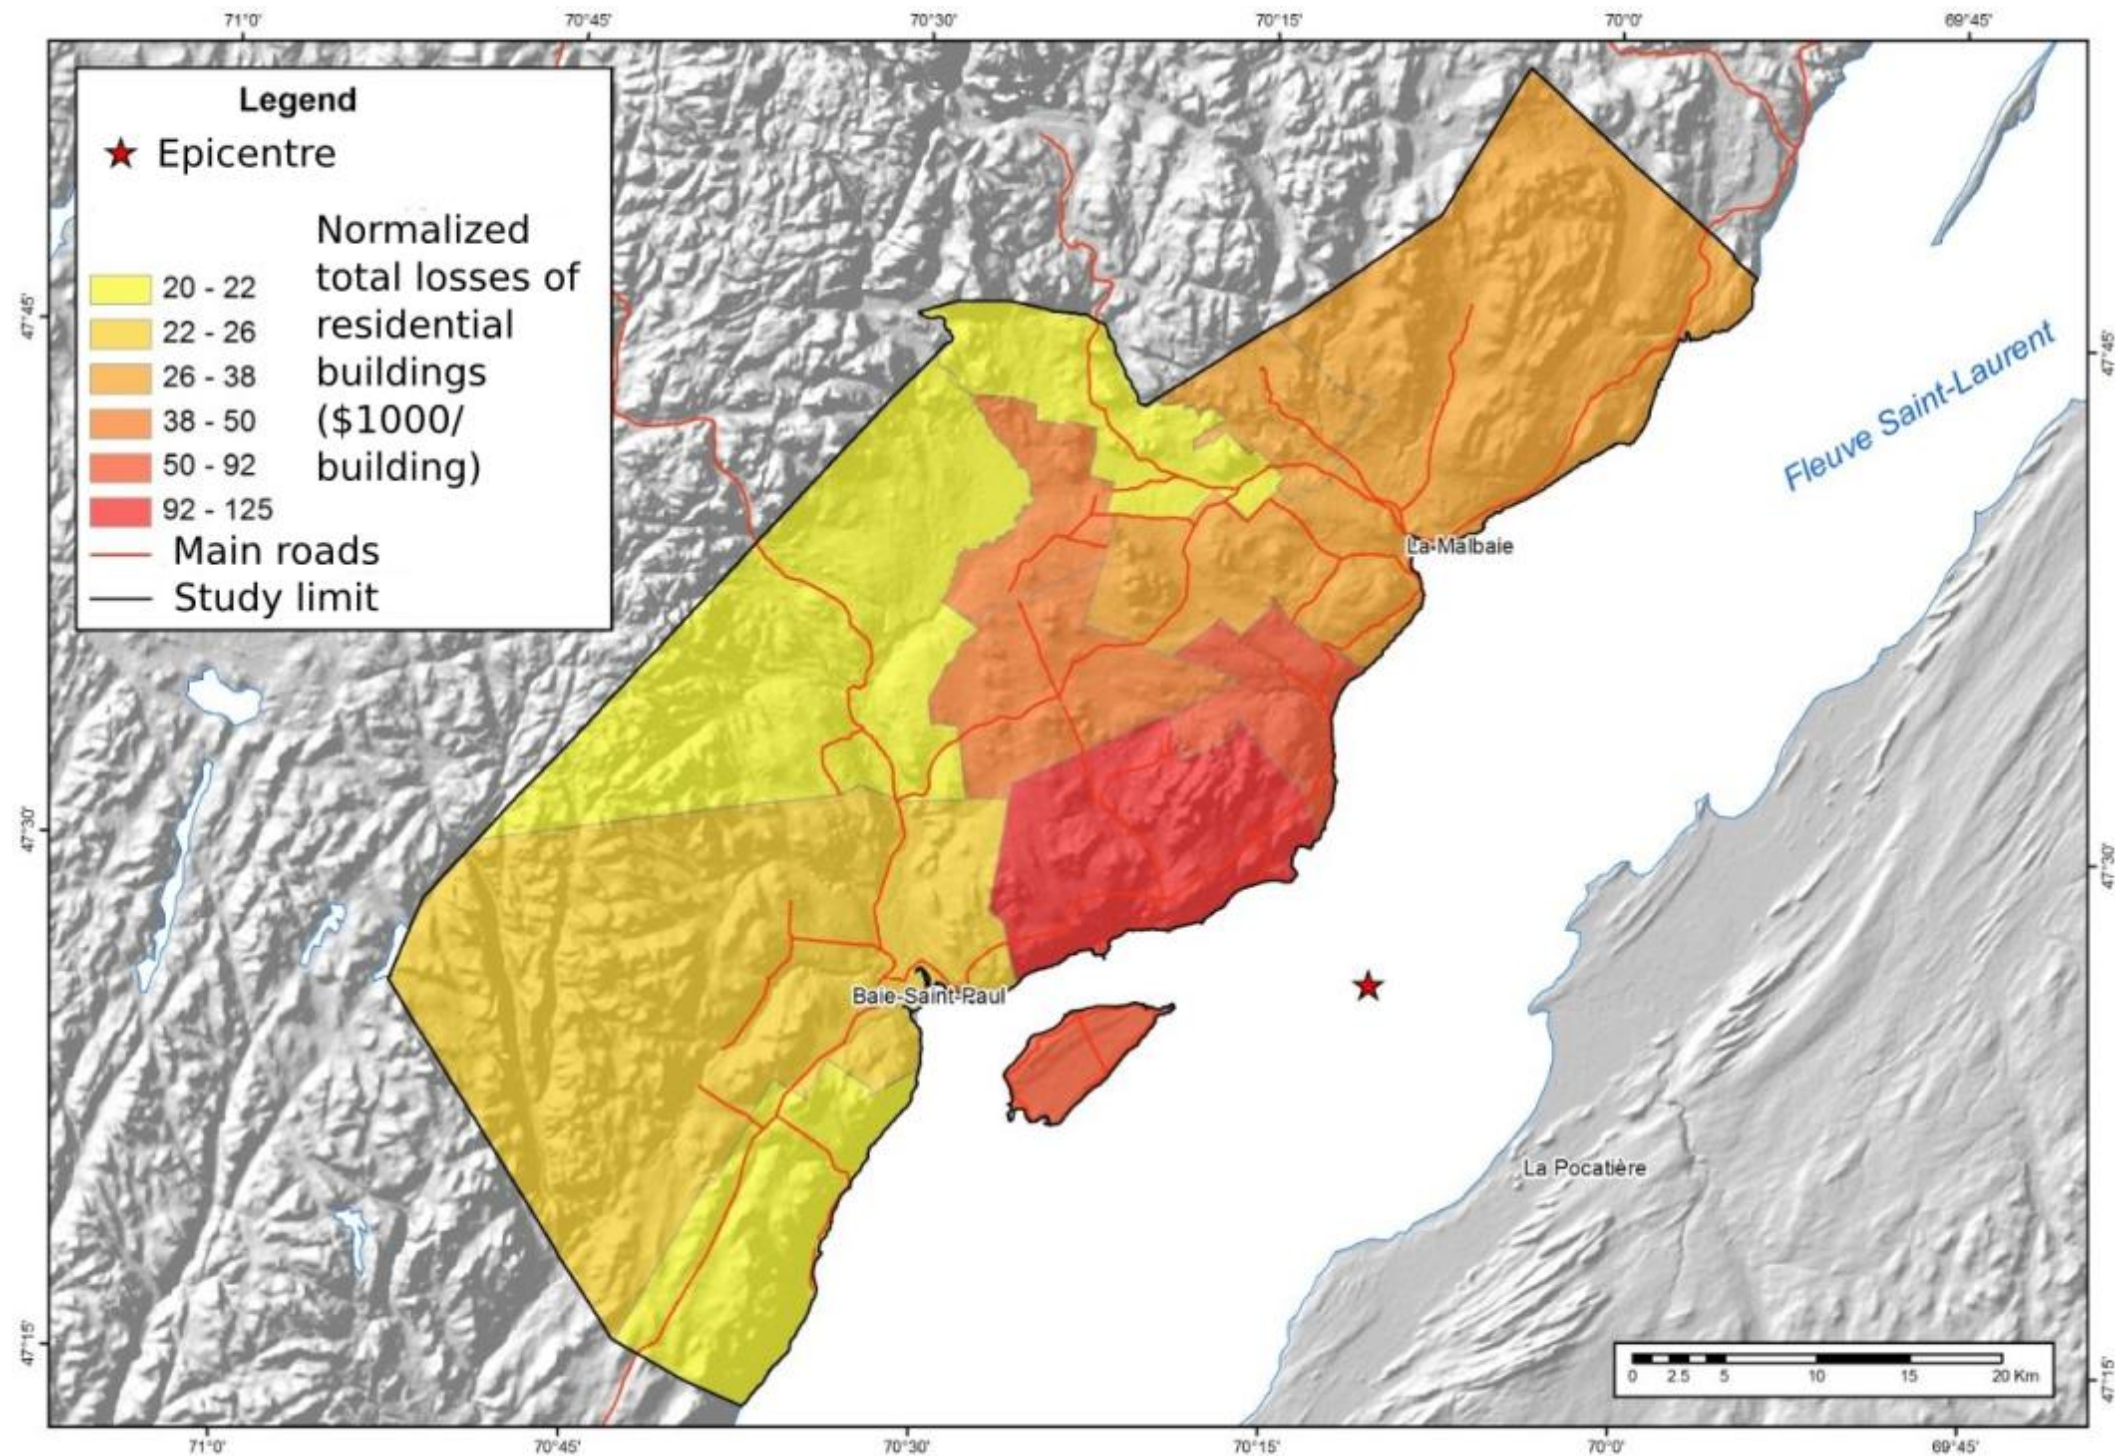 71°0'
70°45'
70°30'
70°15'
70°0'
69°45'
Legend
Epicentre
Normalized
total losses of
residential
buildings
($1000/
building)
20 - 22
22 - 26
26 - 38
38 - 50
50 - 92
92 - 125
Main roads
Study limit
47°45'
47°45'
Fleuve Saint-Laurent
La Malbaie
47°30'
47°30'
Baie-Saint-Paul
La Pocatière
47°15'
47°15'
0 2.5 5 10 15 20 Km
71°0'
70°45'
70°30'
70°15'
70°0'
69°45'